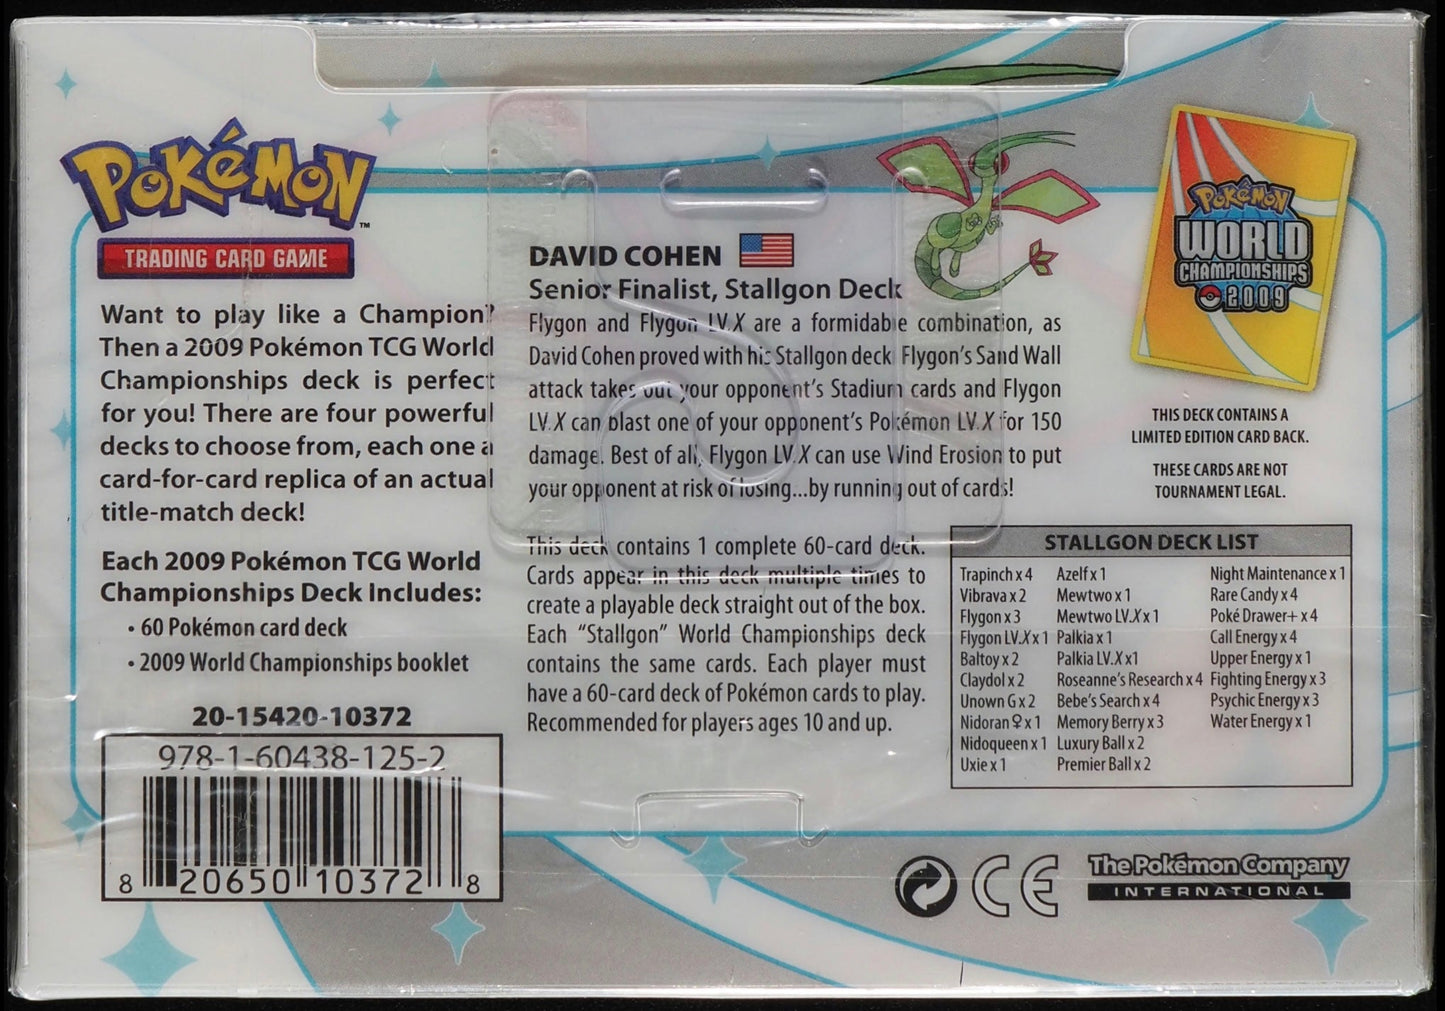 POKéMON™
TRADING CARD GAME
Want to play like a Champion?
Then a 2009 Pokémon TCG World
Championships deck is perfect
for you! There are four powerful
decks to choose from, each one a
card-for-card replica of an actual
title-match deck!
Each 2009 Pokémon TCG World
Championships Deck Includes:
• 60 Pokémon card deck
• 2009 World Championships booklet
20-15420-10372
978-1-60438-125-2
8 20650 10372 8
DAVID COHEN
Senior Finalist, Stallgon Deck
Flygon and Flygon LV.X are a formidable combination, as
David Cohen proved with his Stallgon deck. Flygon's Sand Wall
attack takes out your opponent's Stadium cards and Flygon
LV.X can blast one of your opponent's Pokémon LV.X for 150
damage. Best of all, Flygon LV.X can use Wind Erosion to put
your opponent at risk of losing...by running out of cards!
This deck contains 1 complete 60-card deck.
Cards appear in this deck multiple times to
create a playable deck straight out of the box.
Each “Stallgon” World Championships deck
contains the same cards. Each player must
have a 60-card deck of Pokémon cards to play.
Recommended for players ages 10 and up.
POKéMON
WORLD
CHAMPIONSHIPS
2009
THIS DECK CONTAINS A
LIMITED EDITION CARD BACK.
THESE CARDS ARE NOT
TOURNAMENT LEGAL.
STALLGON DECK LIST
Trapinch x 4
Vibrava x 2
Flygon x 3
Flygon LV.X x 1
Baltoy x 2
Claydol x 2
Unown G x 2
Nidoran♀ x 1
Nidoqueen x 1
Uxie x 1
Azelf x 1
Mewtwo x 1
Mewtwo LV.X x 1
Palkia x 1
Palkia LV.X x1
Roseanne's Research x 4
Bebe's Search x 4
Memory Berry x 3
Luxury Ball x 2
Premier Ball x 2
Night Maintenance x 1
Rare Candy x 4
Poké Drawer+ x 4
Call Energy x 4
Upper Energy x 1
Fighting Energy x 3
Psychic Energy x 3
Water Energy x 1
CE
The Pokémon Company
INTERNATIONAL